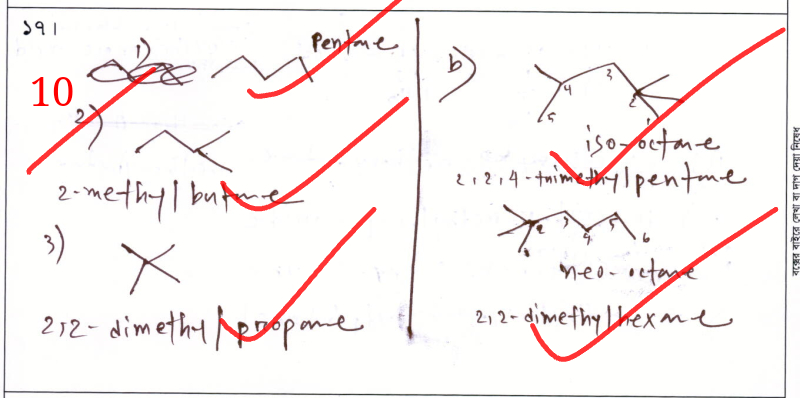 ১৭।
1)
Pentane
10
2)
2-methyl butane
3)
2,2-dimethyl propane
b)
4
3
2
5
1
iso-octane
2,2,4-trimethyl pentane
2
3
4
5
6
1
neo-octane
2,2-dimethyl hexane
বক্সের বাইরে লেখা বা দাগ দেয়া নিষেধ